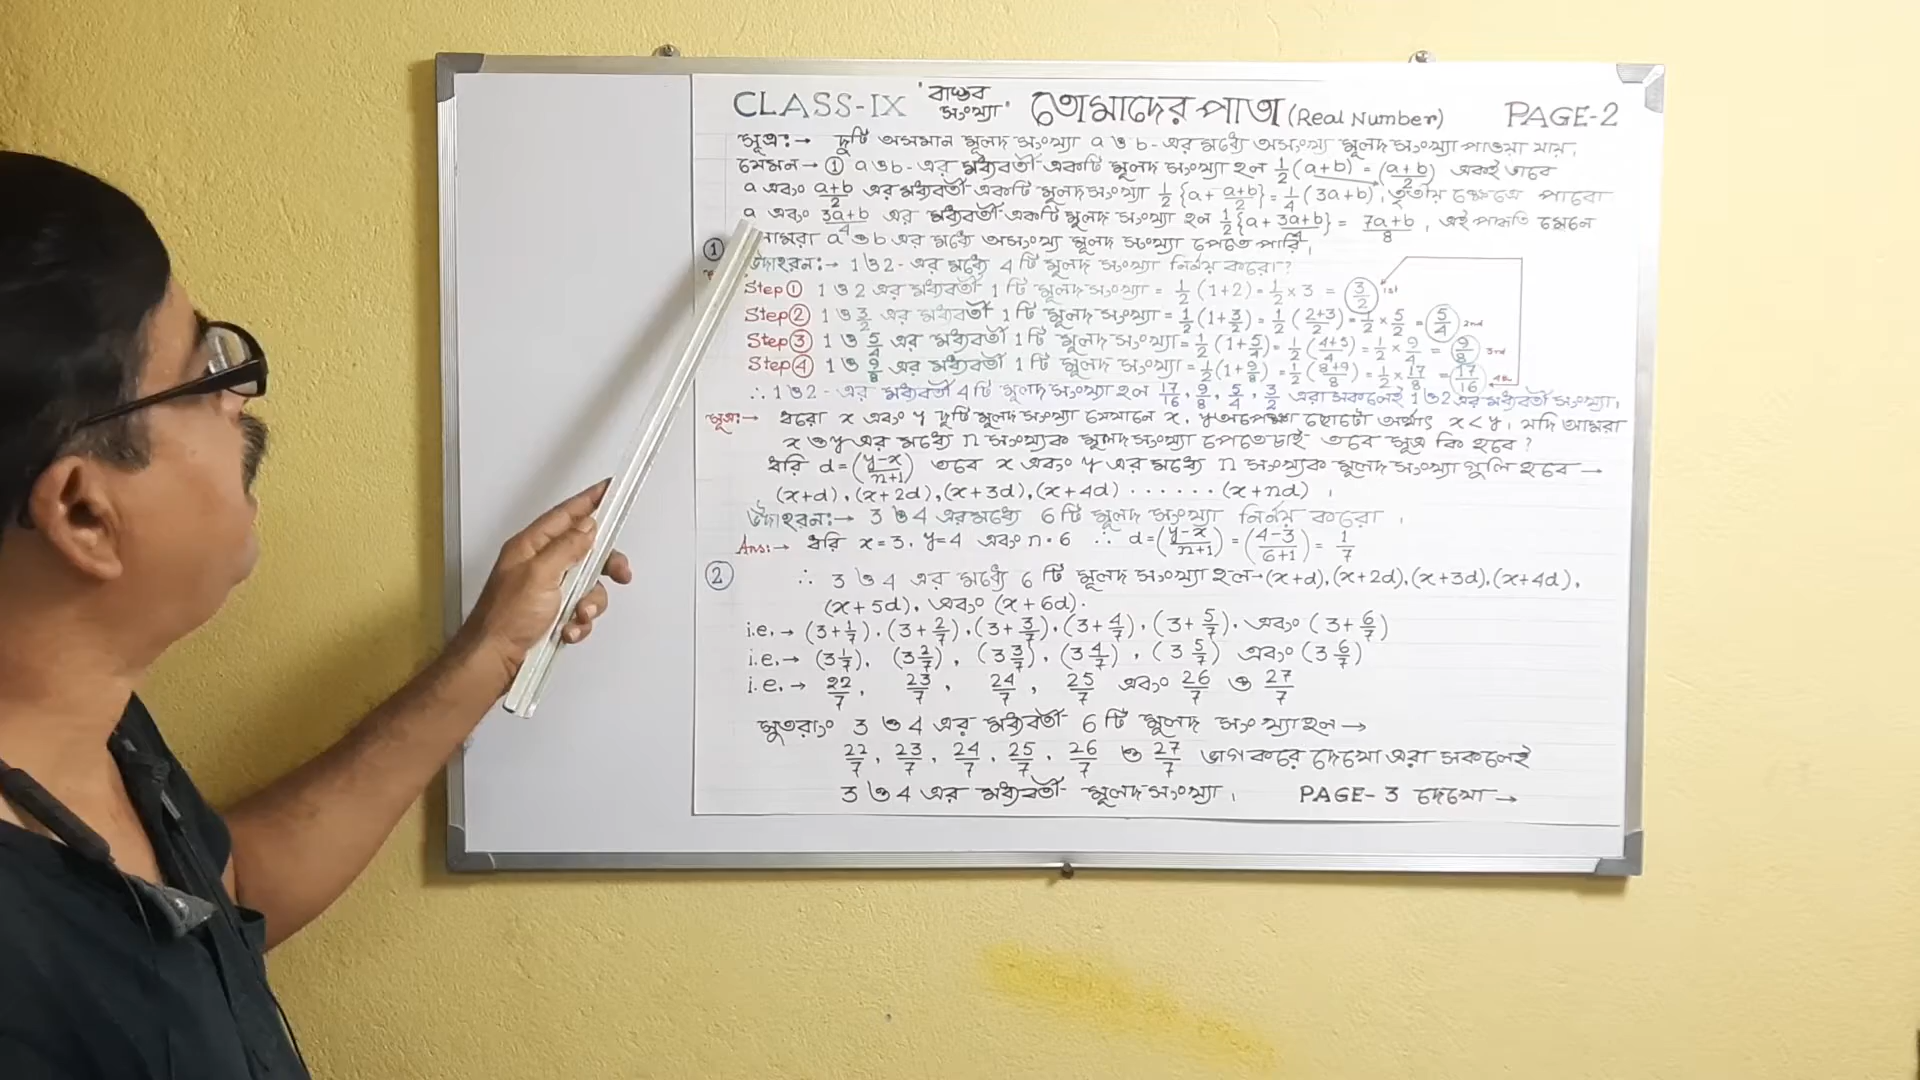 CLASS-IX 'বাস্তব সংখ্যা' তোমাদের পাতা (Real Number) PAGE-2
সূত্র:→ দুটি অসমান মূলদ সংখ্যা a ও b-এর মধ্যে অসংখ্য মূলদ সংখ্যা পাওয়া যায়,
যেমন→ ① a ও b-এর মধ্যবর্তী একটি মূলদ সংখ্যা হল 1/2(a+b) = (a+b)/2 একই ভাবে
a এবং (a+b)/2 এর মধ্যবর্তী একটি মূলদ সংখ্যা 1/2{a + (a+b)/2} = 1/4(3a+b), তৃতীয় ক্ষেত্রে পাবো
a এবং (3a+b)/4 এর মধ্যবর্তী একটি মূলদ সংখ্যা হল 1/2{a + (3a+b)/4} = (7a+b)/8, এই পদ্ধতি মেনে
① আমরা a ও b এর মধ্যে অসংখ্য মূলদ সংখ্যা পেতে পারি।
উদাহরন:→ 1 ও 2-এর মধ্যে 4 টি মূলদ সংখ্যা নির্নয় করো?
Step① 1 ও 2 এর মধ্যবর্তী 1 টি মূলদ সংখ্যা = 1/2(1+2) = 1/2 × 3 = 3/2 1st
Step② 1 ও 3/2 এর মধ্যবর্তী 1 টি মূলদ সংখ্যা = 1/2(1+3/2) = 1/2((2+3)/2) = 1/2 × 5/2 = 5/4 2nd
Step③ 1 ও 5/4 এর মধ্যবর্তী 1 টি মূলদ সংখ্যা = 1/2(1+5/4) = 1/2((4+5)/4) = 1/2 × 9/4 = 9/8 3rd
Step④ 1 ও 9/8 এর মধ্যবর্তী 1 টি মূলদ সংখ্যা = 1/2(1+9/8) = 1/2((8+9)/8) = 1/2 × 17/8 = 17/16 4th
∴ 1 ও 2-এর মধ্যবর্তী 4 টি মূলদ সংখ্যা হল 17/16, 9/8, 5/4, 3/2 এরা সকলেই 1 ও 2 এর মধ্যবর্তী সংখ্যা।
সূত্র:→ ধরো x এবং y দুটি মূলদ সংখ্যা যেখানে x, y অপেক্ষা ছোটো অর্থাৎ x < y। যদি আমরা
x ও y এর মধ্যে n সংখ্যক মূলদ সংখ্যা পেতে চাই তবে সূত্র কি হবে?
ধরি d = ((y-x)/(n+1)) তবে x এবং y এর মধ্যে n সংখ্যক মূলদ সংখ্যা গুলি হবে→
(x+d), (x+2d), (x+3d), (x+4d) ...... (x+nd)।
উদাহরন:→ 3 ও 4 এর মধ্যে 6 টি মূলদ সংখ্যা নির্নয় করো।
Ans:→ ধরি x=3, y=4 এবং n=6 ∴ d = ((y-x)/(n+1)) = ((4-3)/(6+1)) = 1/7
② ∴ 3 ও 4 এর মধ্যে 6 টি মূলদ সংখ্যা হল→ (x+d), (x+2d), (x+3d), (x+4d),
(x+5d), এবং (x+6d).
i.e.→ (3+1/7), (3+2/7), (3+3/7), (3+4/7), (3+5/7), এবং (3+6/7)
i.e.→ (3 1/7), (3 2/7), (3 3/7), (3 4/7), (3 5/7) এবং (3 6/7)
i.e.→ 22/7, 23/7, 24/7, 25/7 এবং 26/7 ও 27/7
সুতরাং 3 ও 4 এর মধ্যবর্তী 6 টি মূলদ সংখ্যা হল→
22/7, 23/7, 24/7, 25/7, 26/7 ও 27/7 ভাগ করে দেখো এরা সকলেই
3 ও 4 এর মধ্যবর্তী মূলদ সংখ্যা। PAGE-3 দেখো→